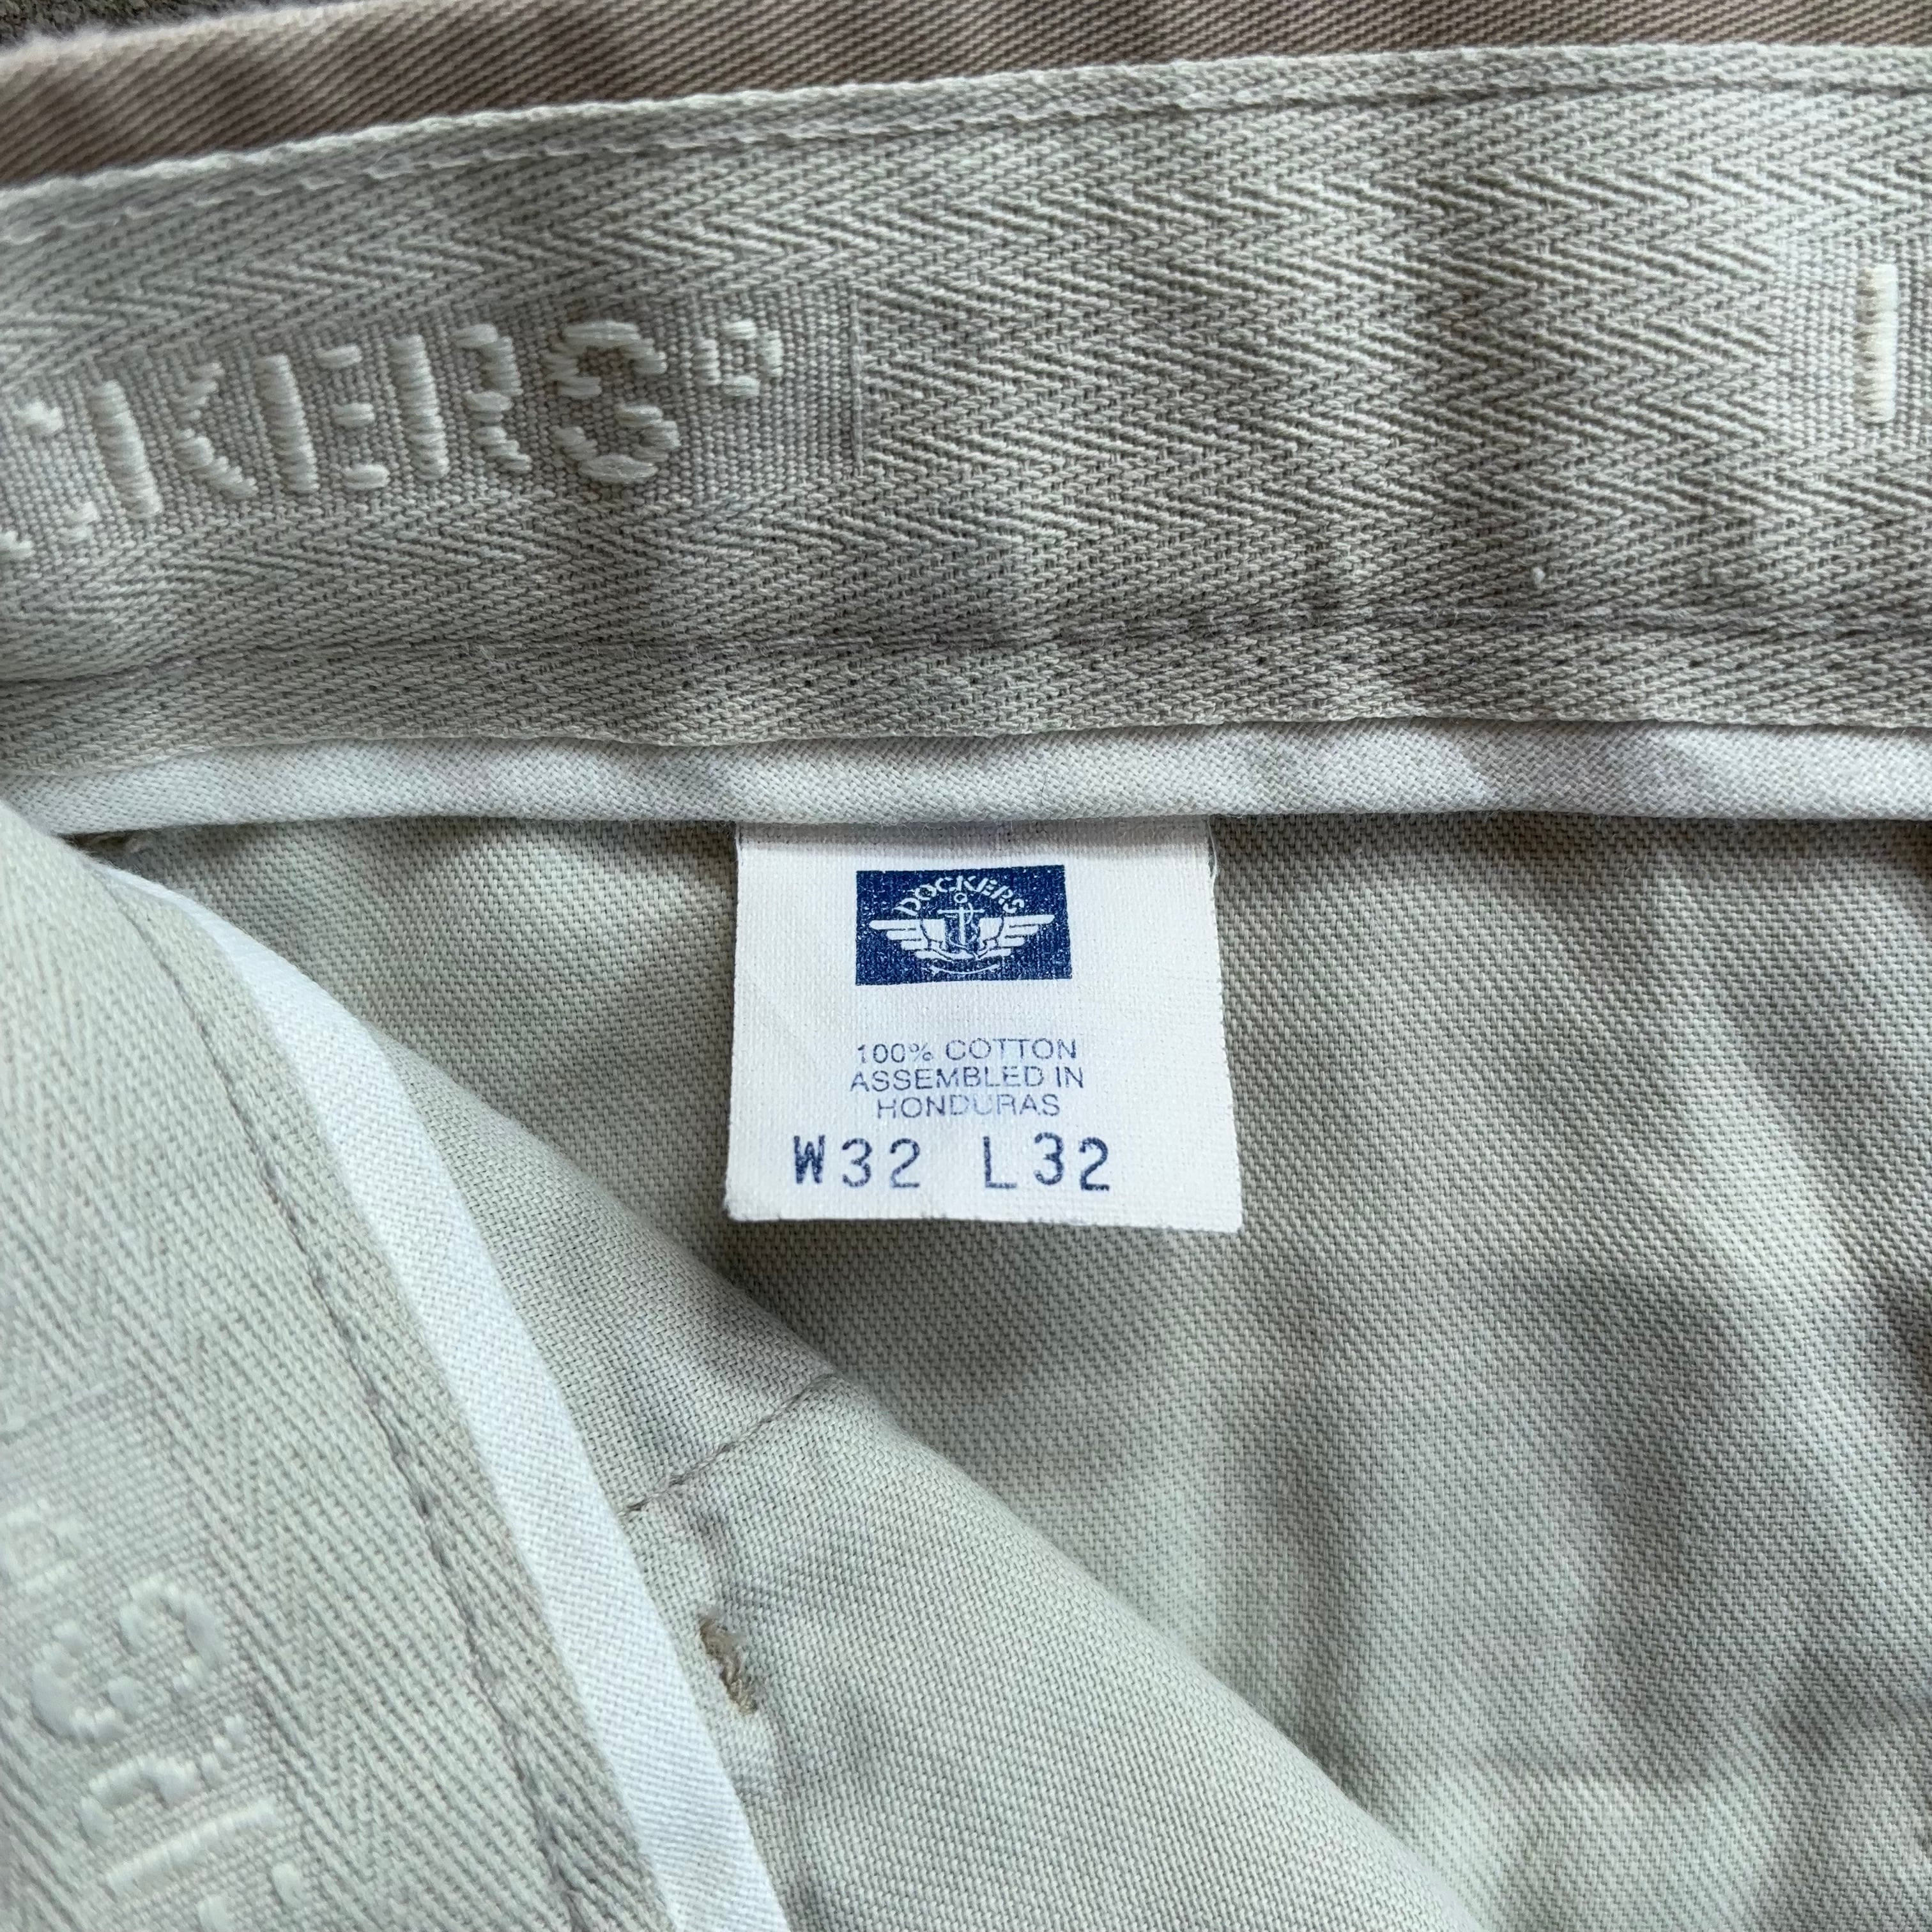 CKERS®
DOCKERS
100% COTTON
ASSEMBLED IN
HONDURAS
W32 L32